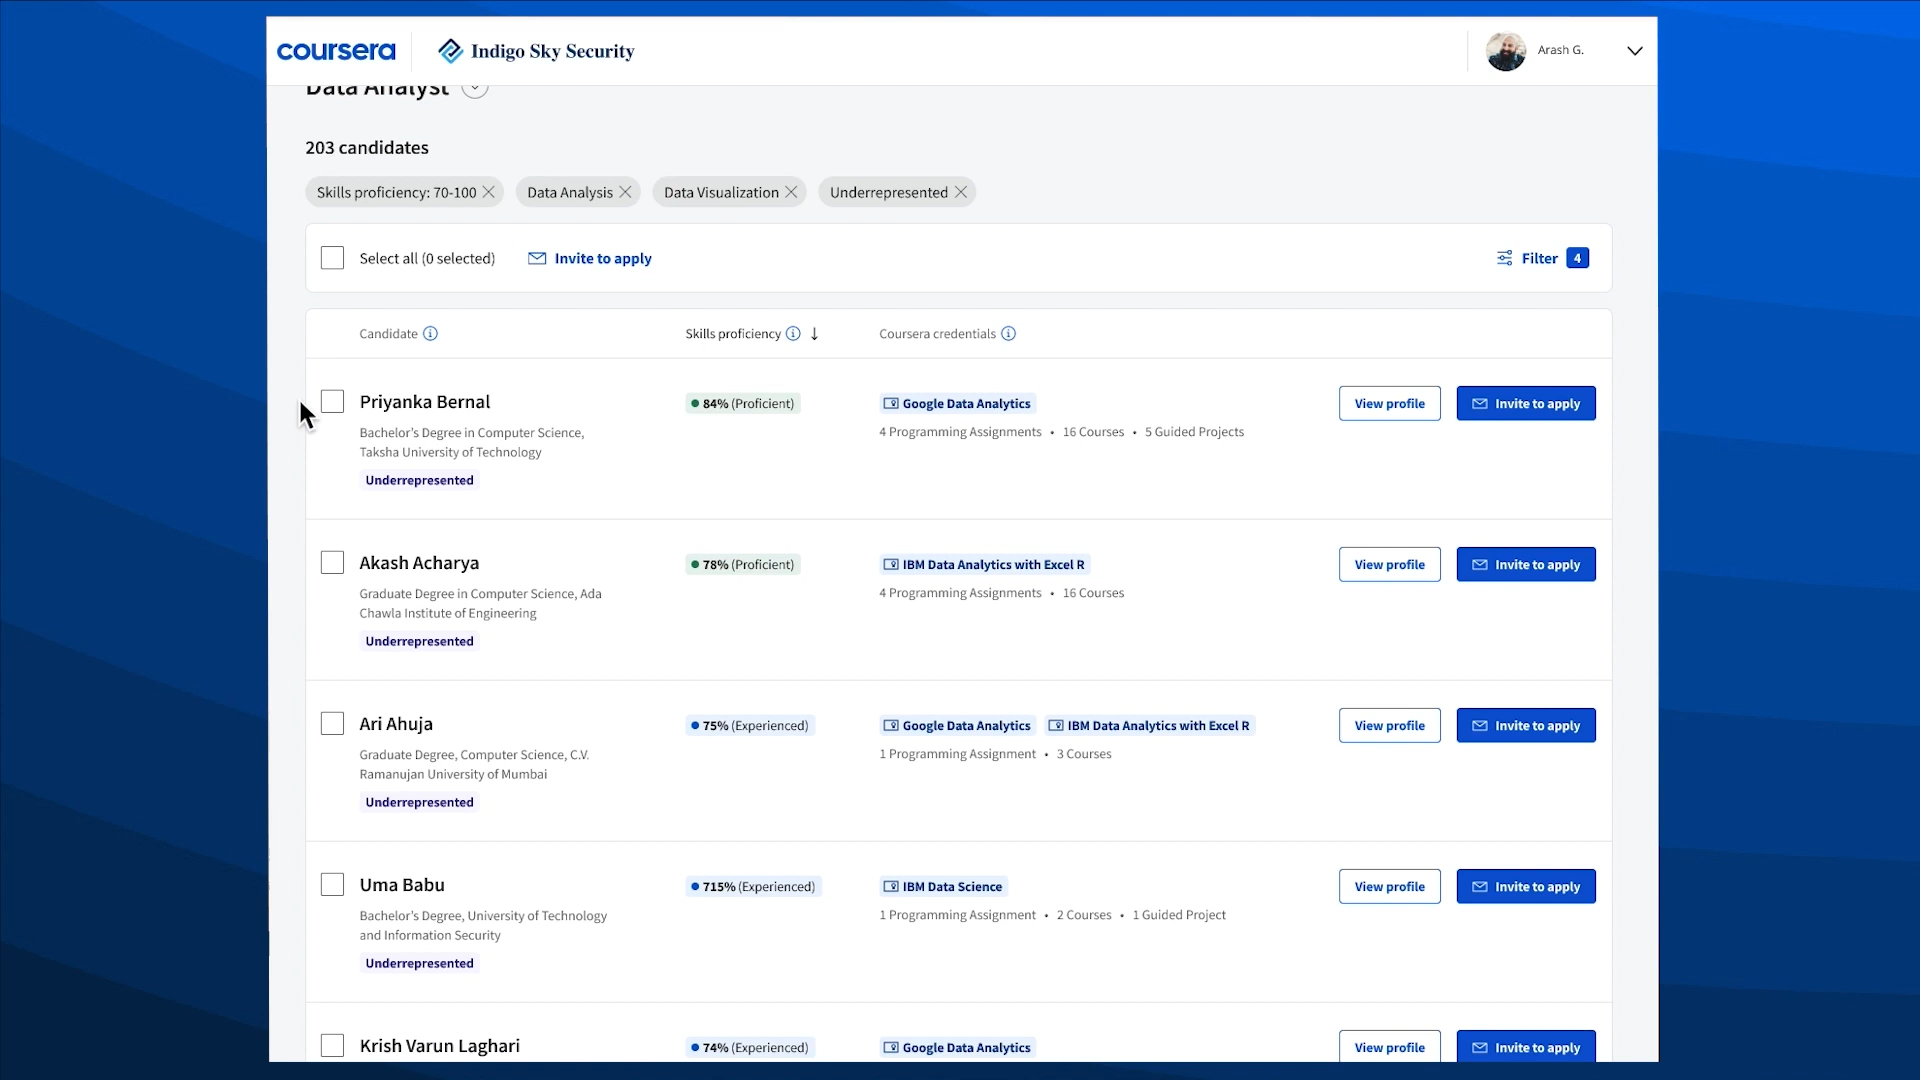 coursera
Indigo Sky Security
Arash G.
Data Analyst
203 candidates
Skills proficiency: 70-100
Data Analysis
Data Visualization
Underrepresented
Select all (0 selected)
Invite to apply
Filter 4
Candidate
Skills proficiency
Coursera credentials
Priyanka Bernal
84% (Proficient)
Google Data Analytics
View profile
Invite to apply
4 Programming Assignments • 16 Courses • 5 Guided Projects
Bachelor's Degree in Computer Science,
Taksha University of Technology
Underrepresented
Akash Acharya
78% (Proficient)
IBM Data Analytics with Excel R
View profile
Invite to apply
4 Programming Assignments • 16 Courses
Graduate Degree in Computer Science, Ada
Chawla Institute of Engineering
Underrepresented
Ari Ahuja
75% (Experienced)
Google Data Analytics
IBM Data Analytics with Excel R
View profile
Invite to apply
1 Programming Assignment • 3 Courses
Graduate Degree, Computer Science, C.V.
Ramanujan University of Mumbai
Underrepresented
Uma Babu
715% (Experienced)
IBM Data Science
View profile
Invite to apply
1 Programming Assignment • 2 Courses • 1 Guided Project
Bachelor's Degree, University of Technology
and Information Security
Underrepresented
Krish Varun Laghari
74% (Experienced)
Google Data Analytics
View profile
Invite to apply